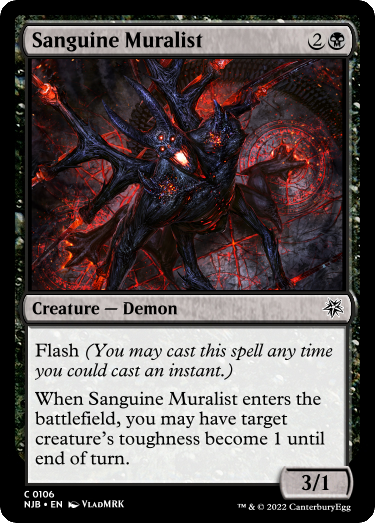 Sanguine Muralist 2
Creature — Demon
Flash (You may cast this spell any time
you could cast an instant.)
When Sanguine Muralist enters the
battlefield, you may have target
creature's toughness become 1 until
end of turn.
3/1
C 0106
NJB • EN VLADMRK
™ & © 2022 CanterburyEgg